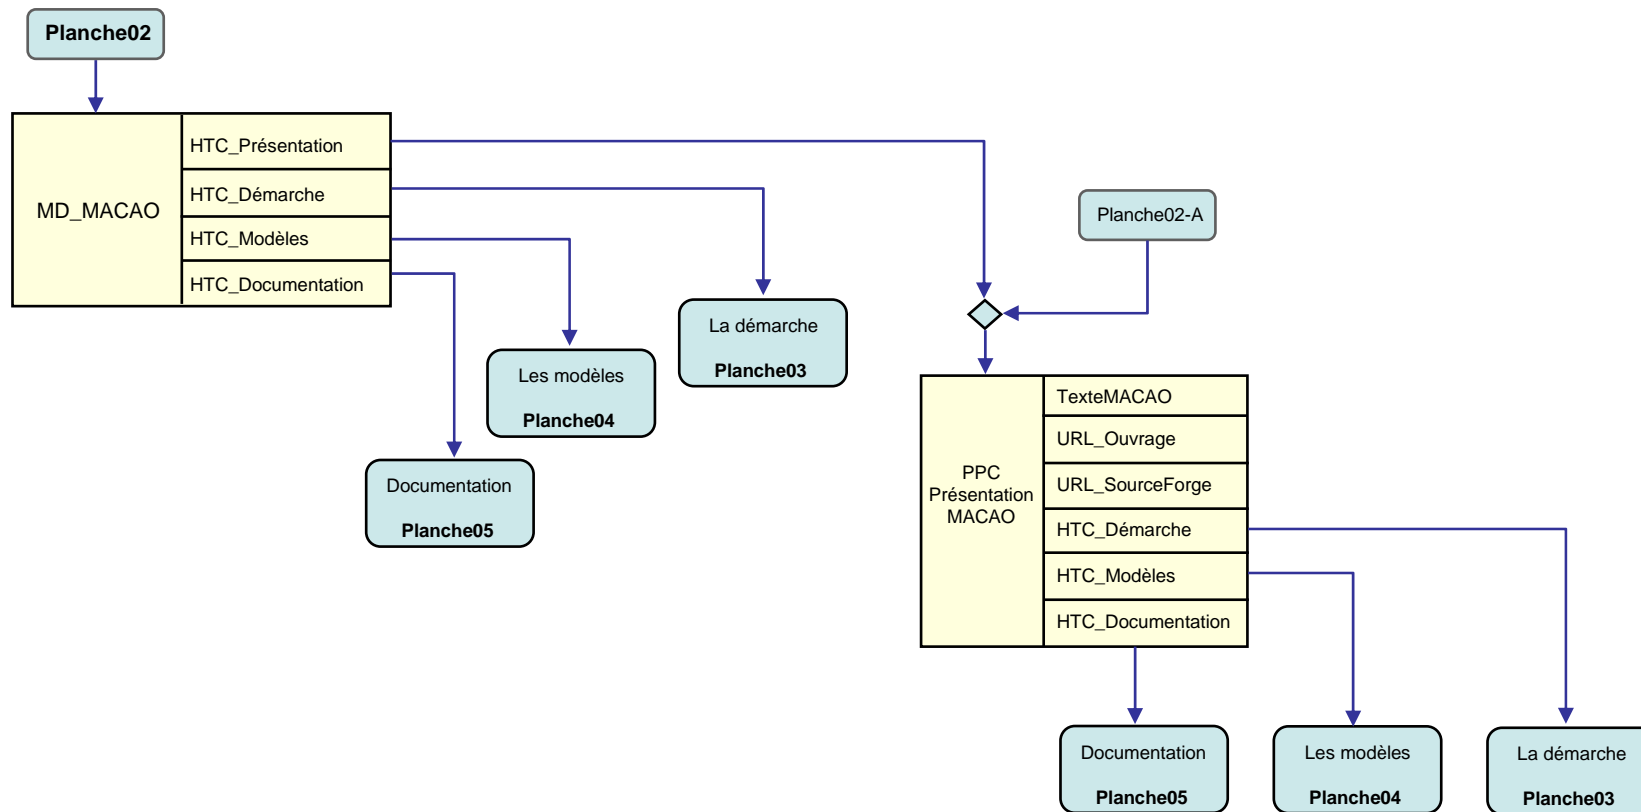 Planche02
MD_MACAO
HTC_Présentation
HTC_Démarche
HTC_Modèles
HTC_Documentation
Planche02-A
La démarche
Planche03
Les modèles
Planche04
Documentation
Planche05
PPC
Présentation
MACAO
TexteMACAO
URL_Ouvrage
URL_SourceForge
HTC_Démarche
HTC_Modèles
HTC_Documentation
Documentation
Planche05
Les modèles
Planche04
La démarche
Planche03